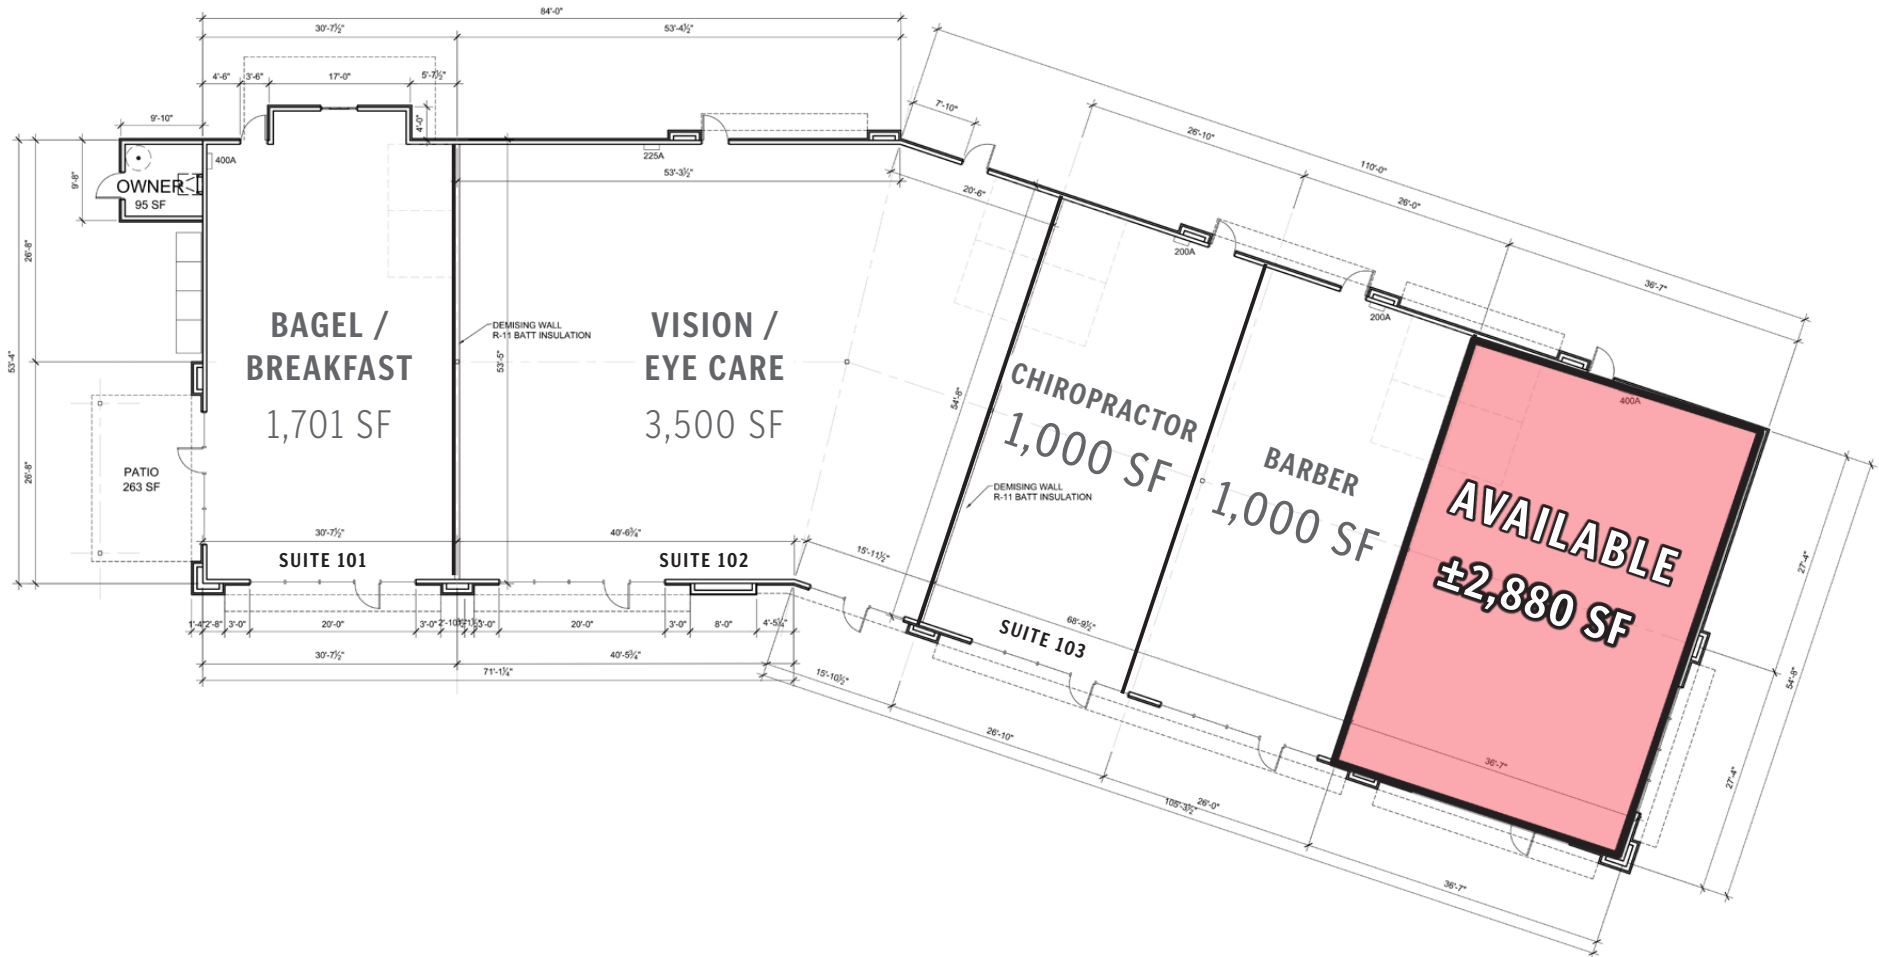 84'-0"
30'-7½"
53'-4½"
4'-6"
3'-6"
17'-0"
5'-7½"
4'-0"
9'-10"
9'-8"
400A
OWNER
95 SF
225A
53'-3½"
7'-10"
26'-10"
110'-0"
20'-6"
26'-0"
36'-7"
200A
200A
400A
26'-8"
53'-4"
26'-8"
BAGEL /
BREAKFAST
1,701 SF
DEMISING WALL
R-11 BATT INSULATION
53'-5"
VISION /
EYE CARE
3,500 SF
54'-8"
CHIROPRACTOR
1,000 SF
DEMISING WALL
R-11 BATT INSULATION
BARBER
1,000 SF
AVAILABLE
±2,880 SF
PATIO
263 SF
30'-7½"
40'-6¾"
15'-11½"
SUITE 101
SUITE 102
SUITE 103
68'-9½"
36'-7"
27'-4"
54'-8"
27'-4"
1'-4"
2'-8"
3'-0"
20'-0"
3'-0"
3'-0"
20'-0"
3'-0"
8'-0"
30'-7½"
71'-1¾"
15'-10½"
26'-10"
26'-0"
105'-3½"
36'-7"